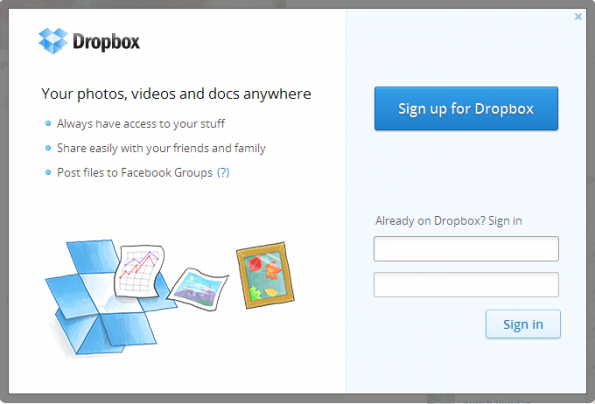 Dropbox
Your photos, videos and docs anywhere
Always have access to your stuff
Share easily with your friends and family
Post files to Facebook Groups (?)
Sign up for Dropbox
Already on Dropbox? Sign in
Sign in